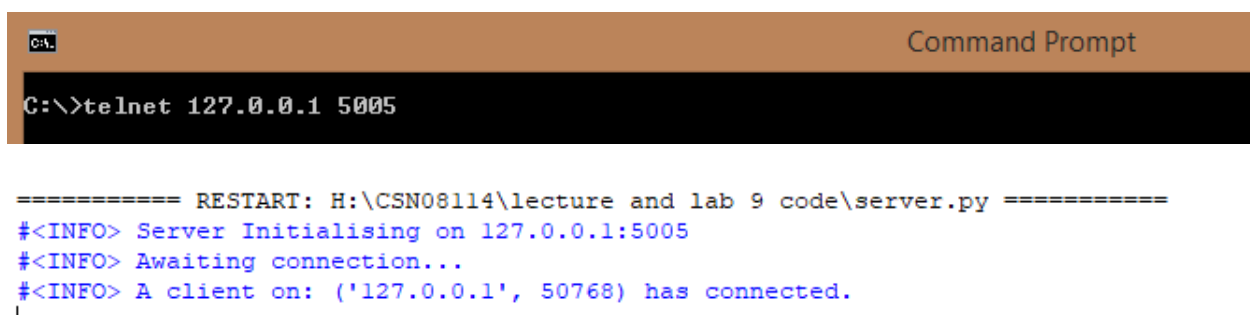 C:\.
Command Prompt
C:\>telnet 127.0.0.1 5005
=========== RESTART: H:\CSN08114\lecture and lab 9 code\server.py ===========
#<INFO> Server Initialising on 127.0.0.1:5005
#<INFO> Awaiting connection...
#<INFO> A client on: ('127.0.0.1', 50768) has connected.